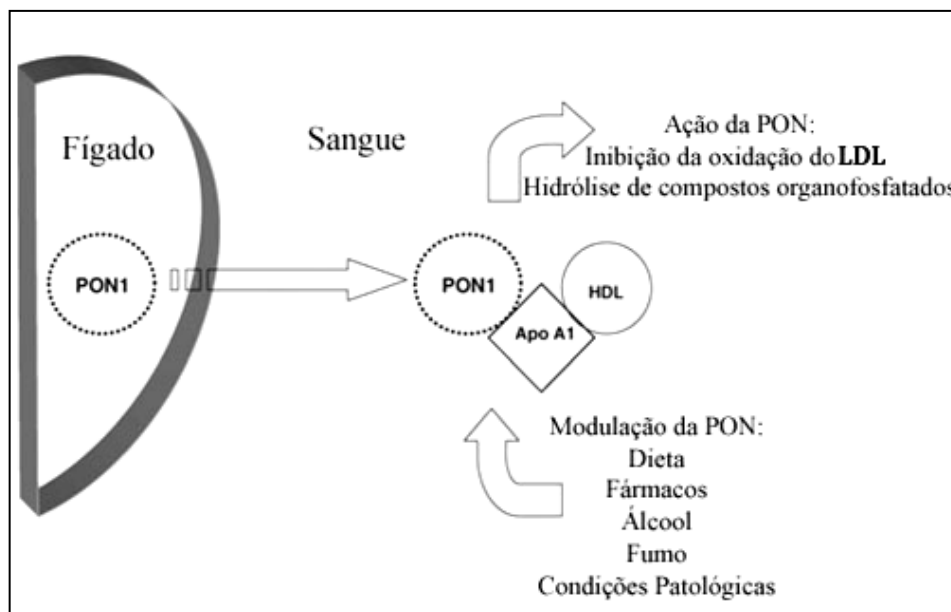 Fígado
PON1
Sangue
Ação da PON:
Inibição da oxidação do LDL
Hidrólise de compostos organofosfatados
PON1
Apo A1
HDL
Modulação da PON:
Dieta
Fármacos
Álcool
Fumo
Condições Patológicas